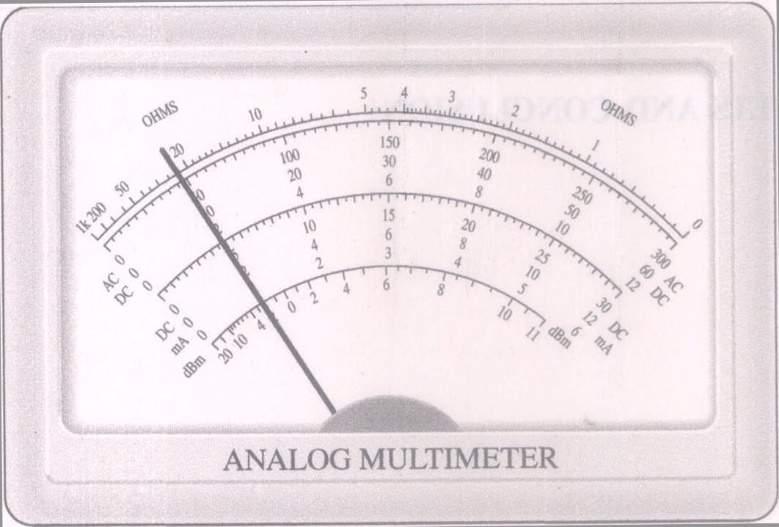 OHMS 10 5 4 3 2 OHMS
1k 200 50 20 1 0
AC 0 0 100 150 200 250 300 AC
DC 0 0 20 30 40 50 60 DC
4 6 8 10 12
DC 0 10 15 20 25 30 DC
mA 0 4 6 8 10 12 mA
0 2 3 4 5 6
dBm 20 10 4 0 2 4 6 8 10 11 dBm
ANALOG MULTIMETER